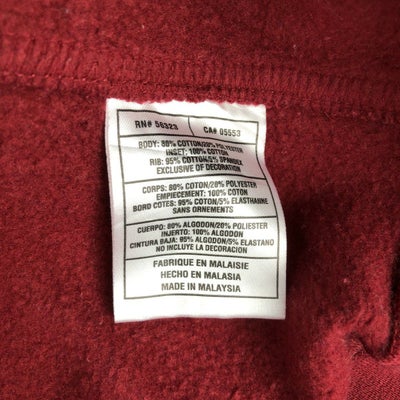 RN# 56323 CA# 05553
BODY: 80% COTTON/20% POLYESTER
INSET: 100% COTTON
RIB: 95% COTTON/5% SPANDEX
EXCLUSIVE OF DECORATION
CORPS: 80% COTON/20% POLYESTER
EMPIECEMENT: 100% COTON
BORD COTES: 95% COTON/5% ELASTHANNE
SANS ORNEMENTS
CUERPO: 80% ALGODON/20% POLIESTER
INJERTO: 100% ALGODON
CINTURA BAJA: 95% ALGODON/5% ELASTANO
NO INCLUYE LA DECORACION
FABRIQUE EN MALAISIE
HECHO EN MALASIA
MADE IN MALAYSIA